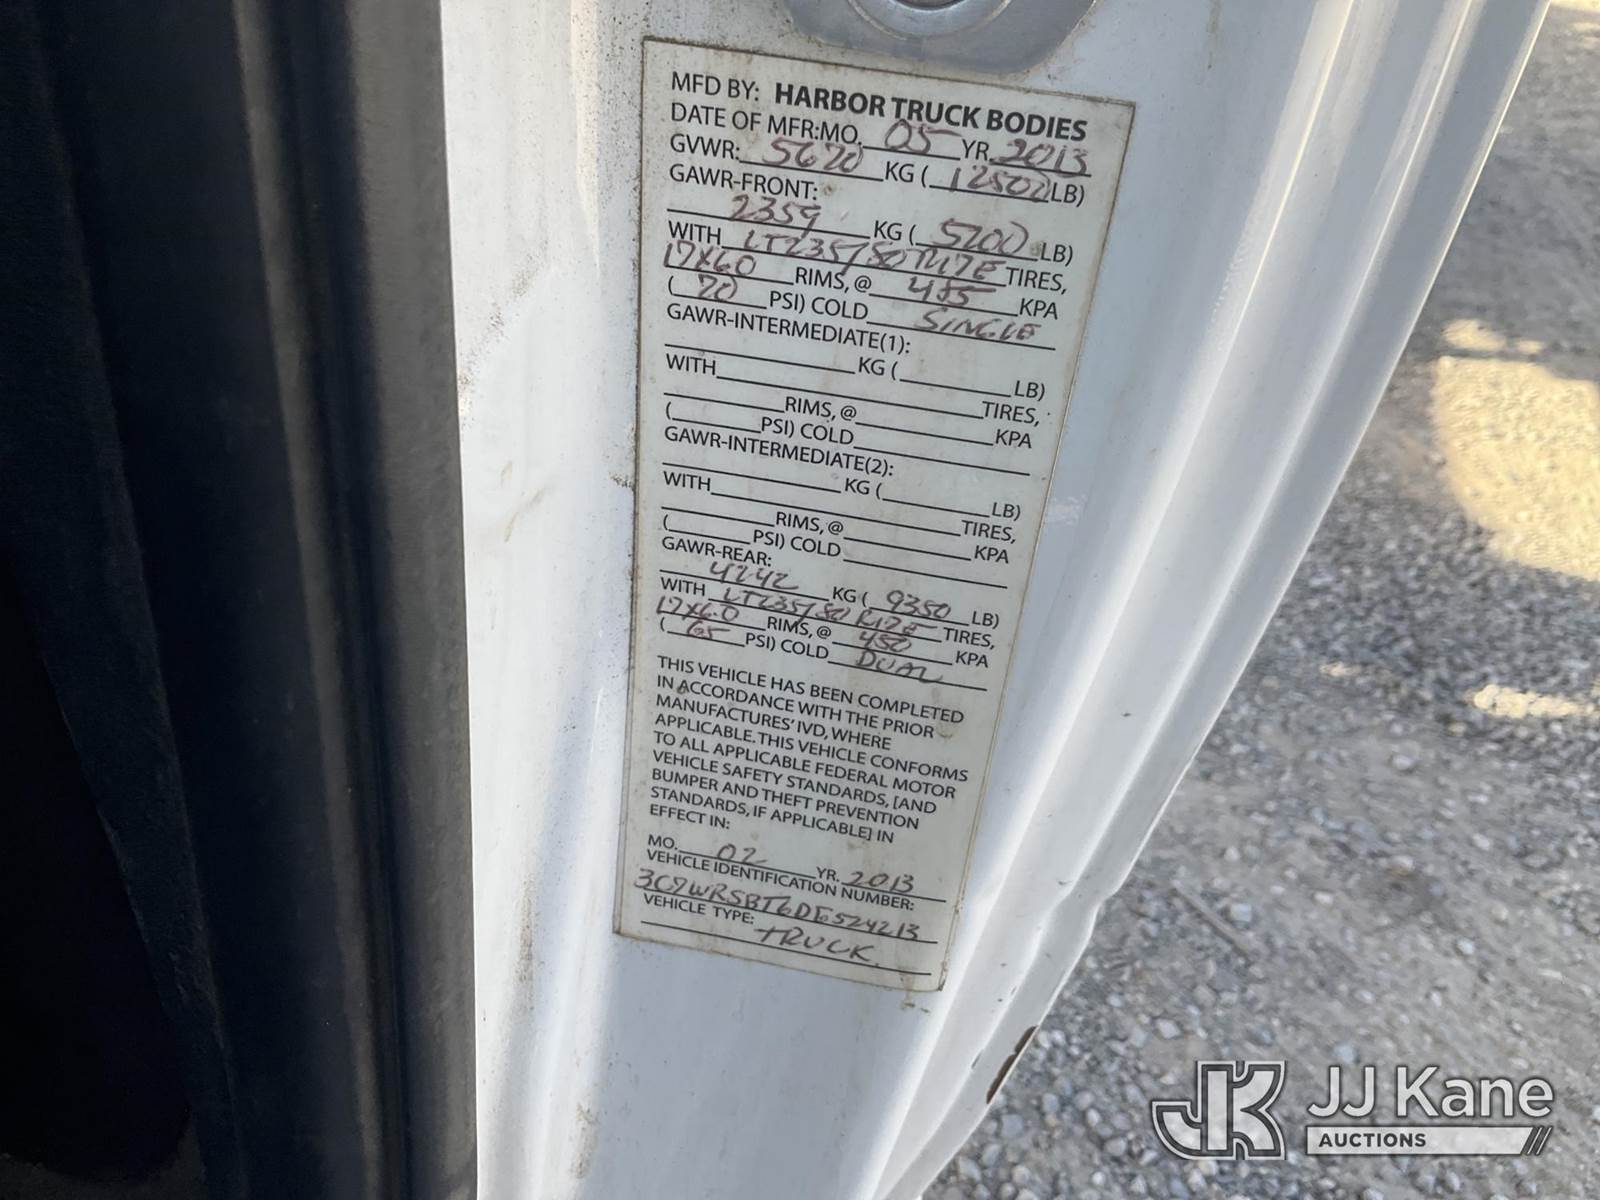 MFD BY: HARBOR TRUCK BODIES
DATE OF MFR:MO. 05 YR. 2013
GVWR: 5670 KG ( 12500 LB)
GAWR-FRONT:
2359 KG ( 5200 LB)
WITH LT235/80R17E TIRES,
17X6.0 RIMS, @ 485 KPA
( 70 PSI) COLD SINGLE
GAWR-INTERMEDIATE(1):
KG ( LB)
WITH TIRES,
RIMS, @ KPA
( PSI) COLD
GAWR-INTERMEDIATE(2):
KG ( LB)
WITH TIRES,
RIMS, @ KPA
( PSI) COLD
GAWR-REAR:
4242 KG ( 9350 LB)
WITH LT235/80R17E TIRES,
17X6.0 RIMS, @ 450 KPA
( 65 PSI) COLD DUAL
THIS VEHICLE HAS BEEN COMPLETED
IN ACCORDANCE WITH THE PRIOR
MANUFACTURES' IVD, WHERE
APPLICABLE. THIS VEHICLE CONFORMS
TO ALL APPLICABLE FEDERAL MOTOR
VEHICLE SAFETY STANDARDS, [AND
BUMPER AND THEFT PREVENTION
STANDARDS, IF APPLICABLE] IN
EFFECT IN:
MO. 02 YR. 2013
VEHICLE IDENTIFICATION NUMBER:
3C7WRSBT6DG524213
VEHICLE TYPE:
TRUCK
JK JJ Kane
AUCTIONS